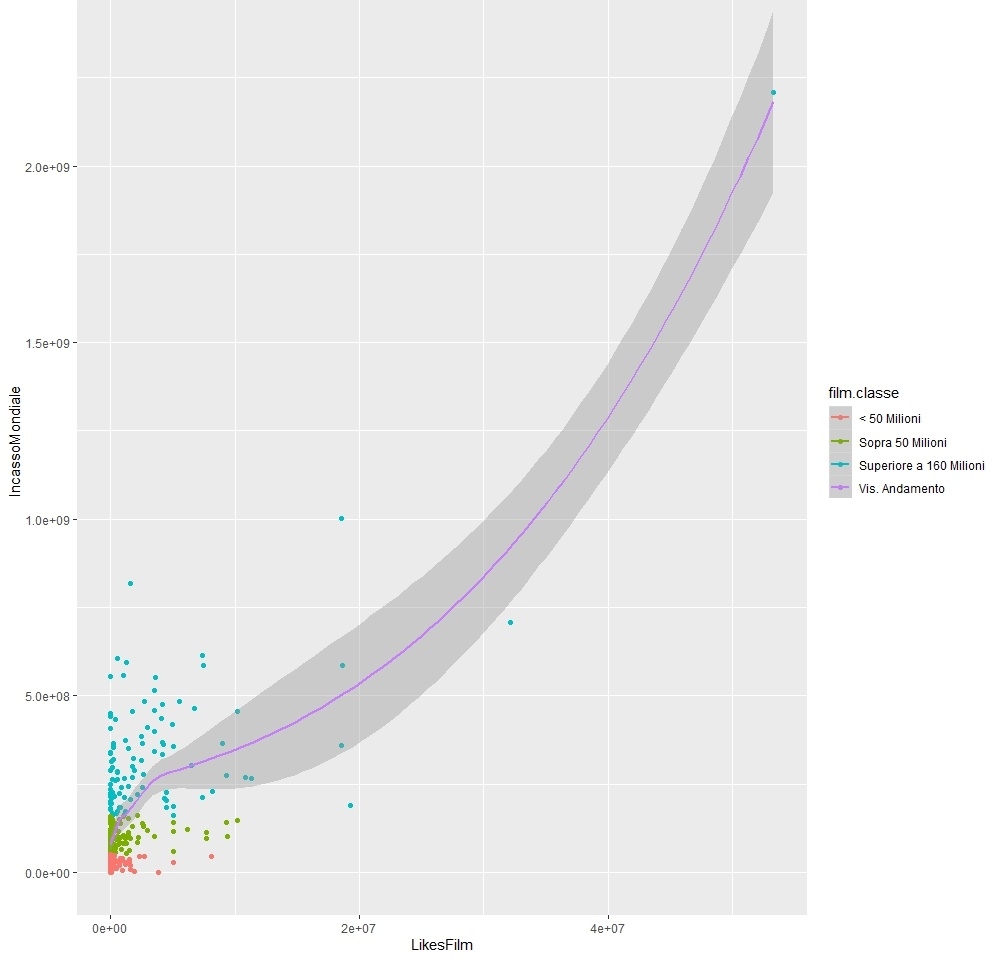 2.0e+09
1.5e+09
1.0e+09
5.0e+08
0.0e+00
IncassoMondiale
0e+00
2e+07
4e+07
LikesFilm
film.classe
< 50 Milioni
Sopra 50 Milioni
Superiore a 160 Milioni
Vis. Andamento